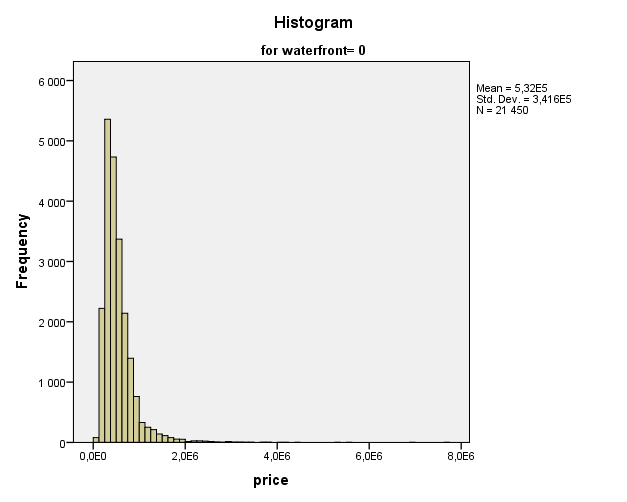 Histogram
for waterfront= 0
Mean = 5,32E5
Std. Dev. = 3,416E5
N = 21 450
6 000
5 000
4 000
3 000
2 000
1 000
0
Frequency
0,0E0 2,0E6 4,0E6 6,0E6 8,0E6
price